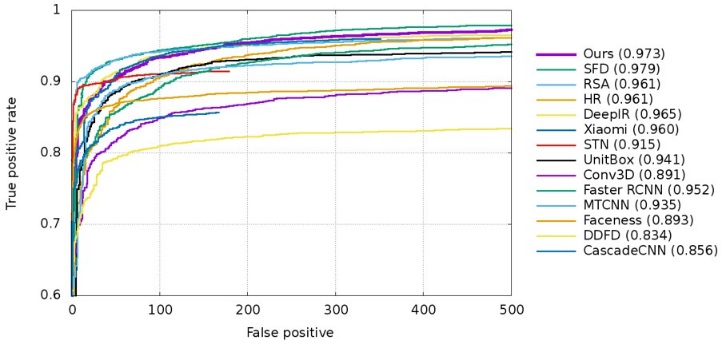 1
0.9
0.8
0.7
0.6
0
100
200
300
400
500
True positive rate
False positive
Ours (0.973)
SFD (0.979)
RSA (0.961)
HR (0.961)
DeepIR (0.965)
Xiaomi (0.960)
STN (0.915)
UnitBox (0.941)
Conv3D (0.891)
Faster RCNN (0.952)
MTCNN (0.935)
Faceness (0.893)
DDFD (0.834)
CascadeCNN (0.856)